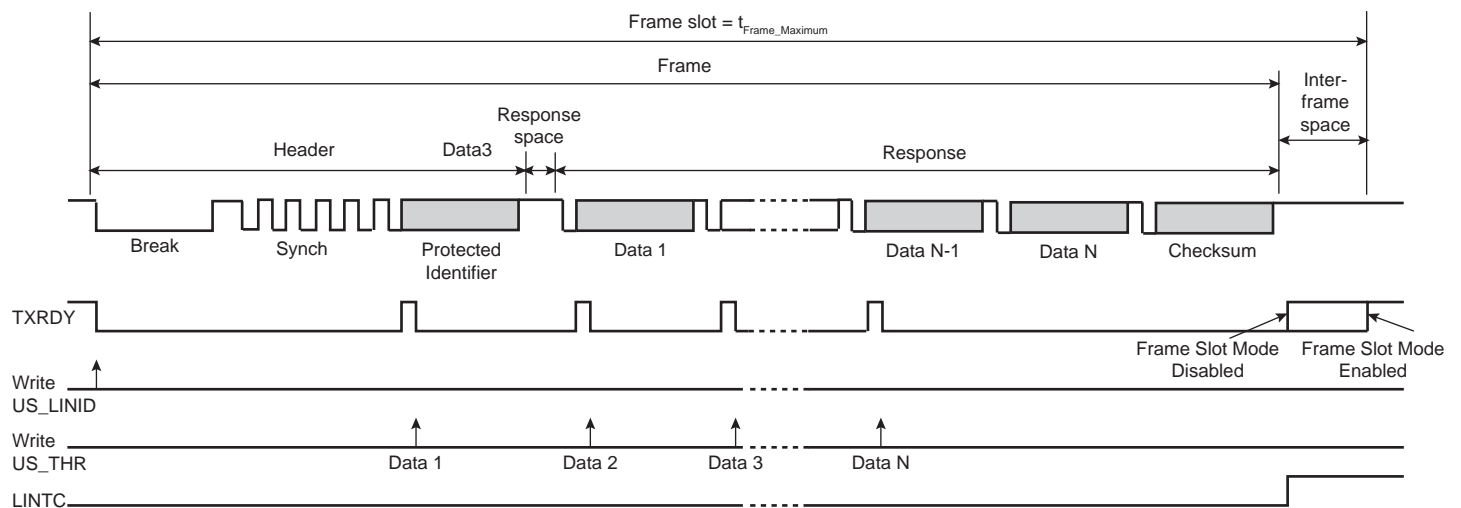 Frame slot = tFrame_Maximum
Frame
Inter-
frame
space
Response
space
Header
Data3
Response
Break
Synch
Protected
Identifier
Data 1
Data N-1
Data N
Checksum
TXRDY
Frame Slot Mode
Disabled
Frame Slot Mode
Enabled
Write
US_LINID
Write
US_THR
Data 1
Data 2
Data 3
Data N
LINTC